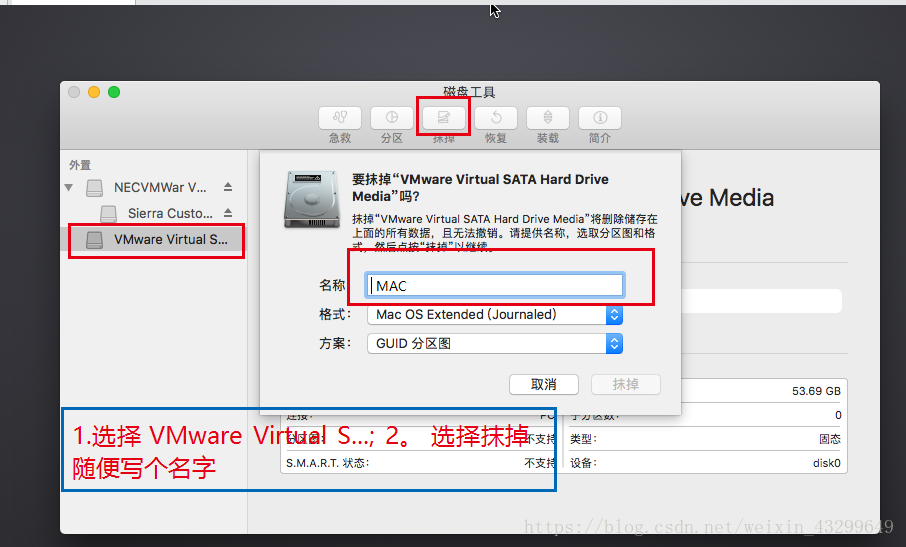 磁盘工具
急救 分区 抹掉 恢复 装载 简介
外置
NECVMWar V...
Sierra Custo...
VMware Virtual S...
要抹掉“VMware Virtual SATA Hard Drive
Media”吗?
抹掉“VMware Virtual SATA Hard Drive Media”将删除储存在
上面的所有数据，且无法撤销。请提供名称，选取分区图和格
式，然后点按“抹掉”以继续。
名称
MAC
格式： Mac OS Extended (Journaled)
方案： GUID 分区图
取消 抹掉
ve Media
53.69 GB
连接： PC 子分区数： 0
不支持 类型： 固态
S.M.A.R.T. 状态： 不支持 设备： disk0
1.选择 VMware Virtual S...; 2。 选择抹掉
随便写个名字
https://blog.csdn.net/weixin_43299649